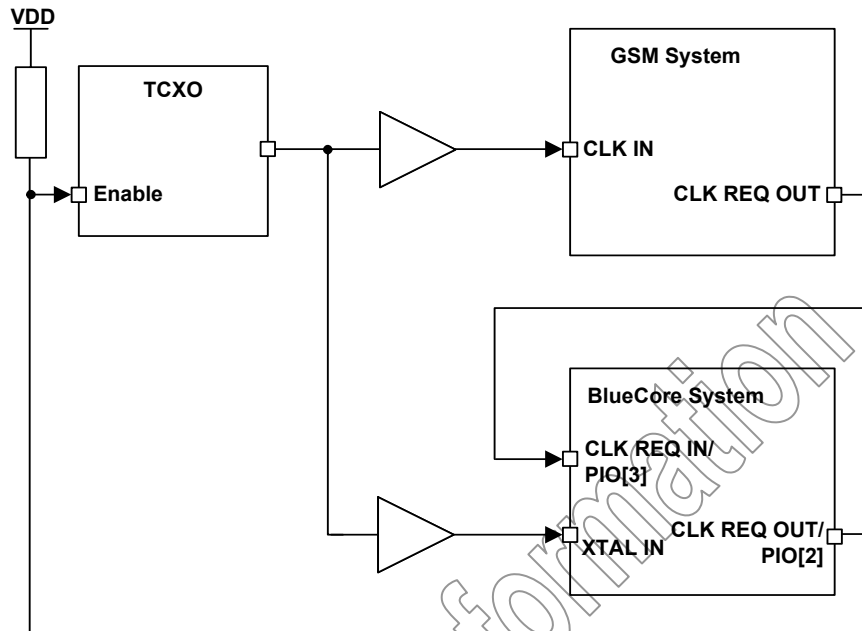 VDD
TCXO
Enable
GSM System
CLK IN
CLK REQ OUT
BlueCore System
CLK REQ IN/
PIO[3]
XTAL IN
CLK REQ OUT/
PIO[2]
formation